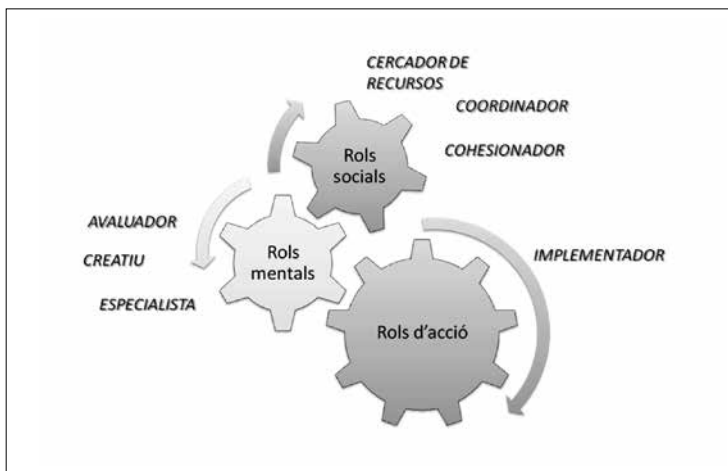 CERCADOR DE
RECURSOS
COORDINADOR
COHESIONADOR
Rols
socials
AVALUADOR
CREATIU
ESPECIALISTA
Rols
mentals
IMPLEMENTADOR
Rols d'acció